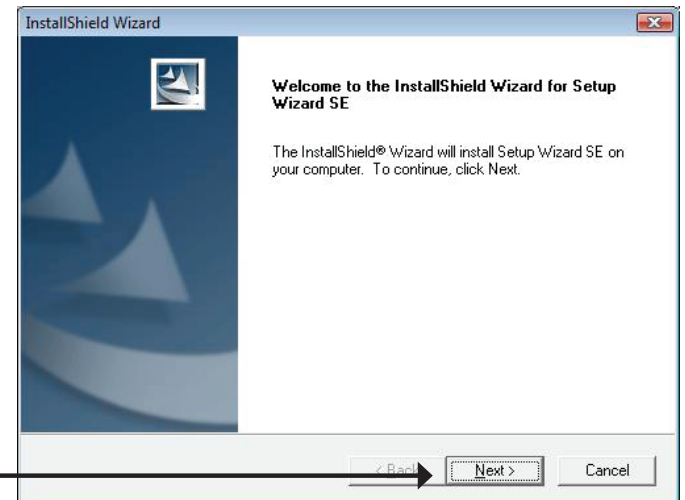 InstallShield Wizard
Welcome to the InstallShield Wizard for Setup
Wizard SE
The InstallShield® Wizard will install Setup Wizard SE on
your computer. To continue, click Next.
< Back
Next >
Cancel